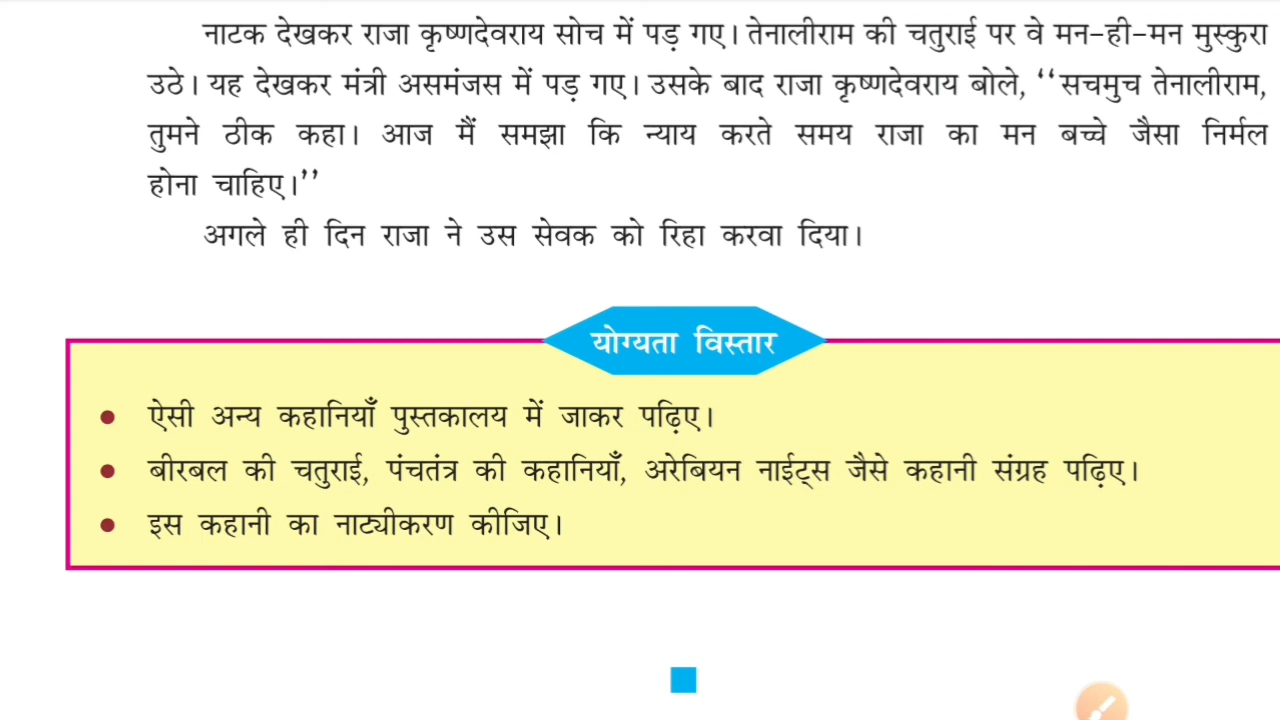 नाटक देखकर राजा कृष्णदेवराय सोच में पड़ गए। तेनालीराम की चतुराई पर वे मन-ही-मन मुस्कुरा
उठे। यह देखकर मंत्री असमंजस में पड़ गए। उसके बाद राजा कृष्णदेवराय बोले, ‘‘सचमुच तेनालीराम,
तुमने ठीक कहा। आज मैं समझा कि न्याय करते समय राजा का मन बच्चे जैसा निर्मल
होना चाहिए।’’
अगले ही दिन राजा ने उस सेवक को रिहा करवा दिया।
योग्यता विस्तार
• ऐसी अन्य कहानियाँ पुस्तकालय में जाकर पढ़िए।
• बीरबल की चतुराई, पंचतंत्र की कहानियाँ, अरेबियन नाईट्स जैसे कहानी संग्रह पढ़िए।
• इस कहानी का नाट्यीकरण कीजिए।